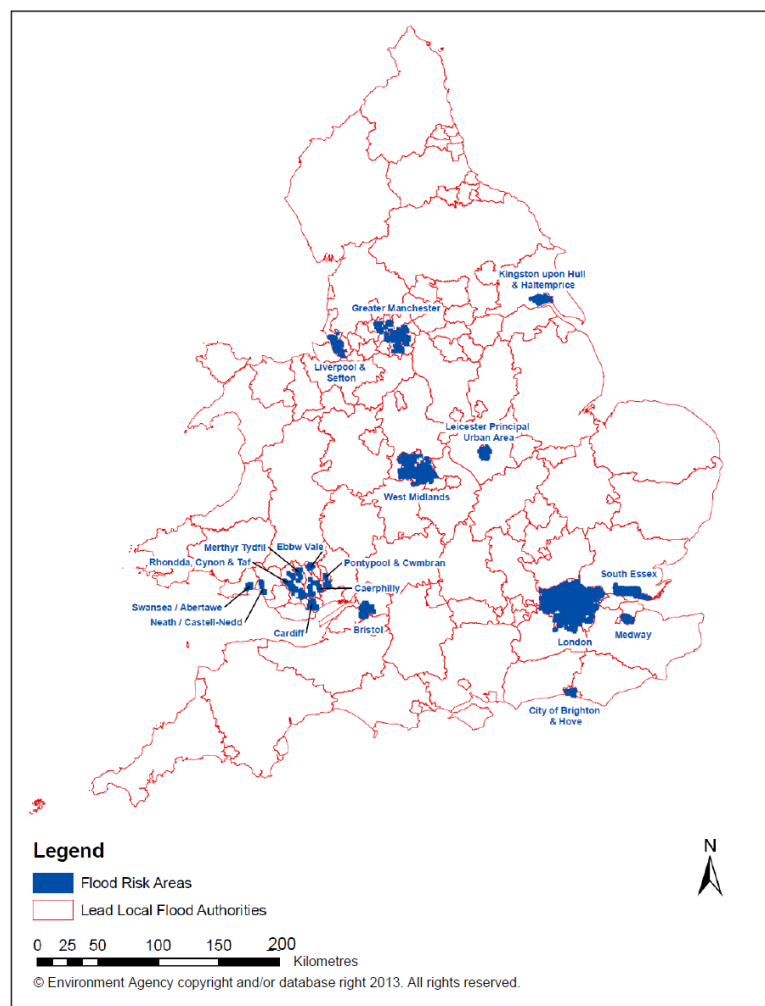 Kingston upon Hull
& Haltemprice
Greater Manchester
Liverpool &
Sefton
Leicester Principal
Urban Area
West Midlands
Merthyr Tydfil
Ebbw Vale
Rhondda, Cynon & Taf
Pontypool & Cwmbran
Caerphilly
Swansea / Abertawe
Neath / Castell-Nedd
Cardiff
Bristol
South Essex
London
Medway
City of Brighton
& Hove
Legend
Flood Risk Areas
Lead Local Flood Authorities
N
0 25 50 100 150 200
Kilometres
© Environment Agency copyright and/or database right 2013. All rights reserved.